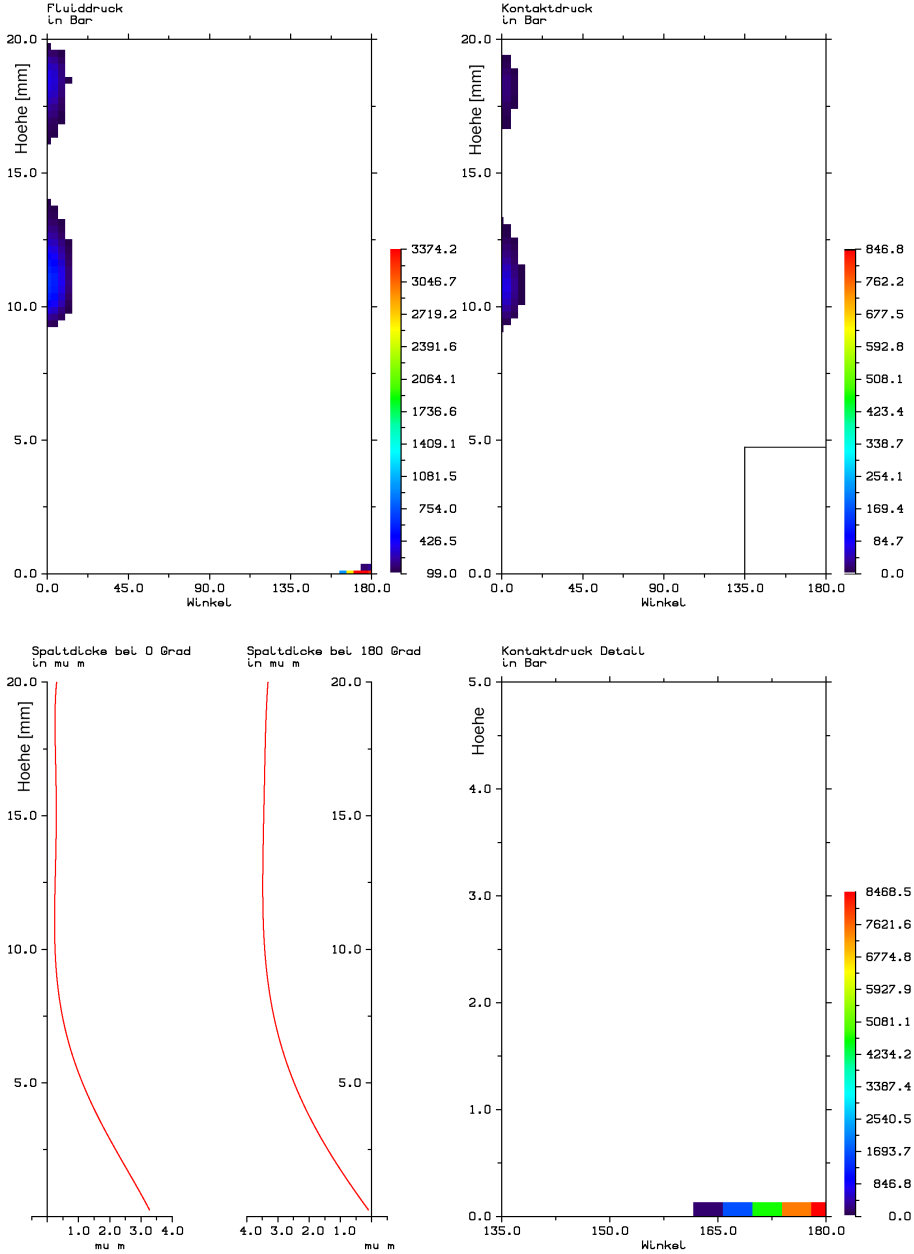 Fluiddruck
in Bar
Hoehe [mm]
20.0
15.0
10.0
5.0
0.0
0.0 45.0 90.0 135.0 180.0
Winkel
3374.2
3046.7
2719.2
2391.6
2064.1
1736.6
1409.1
1081.5
754.0
426.5
99.0
Kontaktdruck
in Bar
Hoehe [mm]
20.0
15.0
10.0
5.0
0.0
0.0 45.0 90.0 135.0 180.0
Winkel
846.8
762.2
677.5
592.8
508.1
423.4
338.7
254.1
169.4
84.7
0.0
Spaltdicke bei 0 Grad
in mu m
Hoehe [mm]
20.0
15.0
10.0
5.0
1.0 2.0 3.0 4.0
mu m
Spaltdicke bei 180 Grad
in mu m
20.0
15.0
10.0
5.0
4.0 3.0 2.0 1.0
mu m
Kontaktdruck Detail
in Bar
Hoehe
5.0
4.0
3.0
2.0
1.0
0.0
135.0 150.0 165.0 180.0
Winkel
8468.5
7621.6
6774.8
5927.9
5081.1
4234.2
3387.4
2540.5
1693.7
846.8
0.0